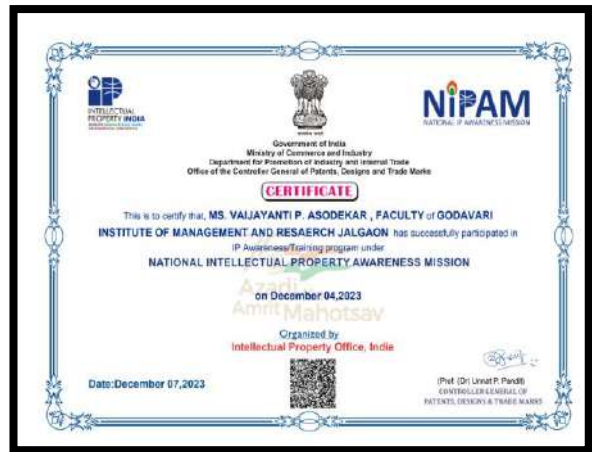 INTELLECTUAL
PROPERTY INDIA
NiPAM
NATIONAL IP AWARENESS MISSION
Government of India
Ministry of Commerce and Industry
Department for Promotion of Industry and Internal Trade
Office of the Controller General of Patents, Designs and Trade Marks
CERTIFICATE
This is to certify that, MS. VAIJAYANTI P. ASODEKAR , FACULTY of GODAVARI
INSTITUTE OF MANAGEMENT AND RESAERCH JALGAON has successfully participated in
IP Awareness/Training program under
NATIONAL INTELLECTUAL PROPERTY AWARENESS MISSION
Azadi
on December 04,2023
Amrit Mahotsav
Organized by
Intellectual Property Office, India
Date:December 07,2023
(Prof. (Dr) Unnat P. Pandit)
CONTROLLER GENERAL OF
PATENTS, DESIGNS & TRADE MARKS